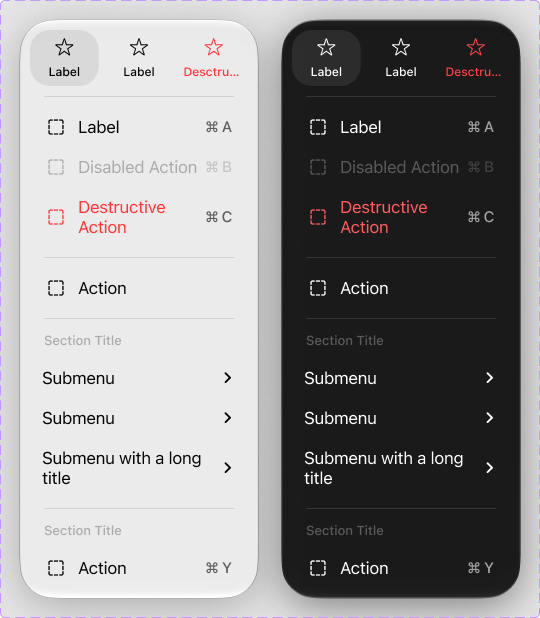 Label
Label
Desctru...
Label ⌘ A
Disabled Action ⌘ B
Destructive
Action ⌘ C
Action
Section Title
Submenu
Submenu
Submenu with a long
title
Section Title
Action ⌘ Y
Label
Label
Desctru...
Label ⌘ A
Disabled Action ⌘ B
Destructive
Action ⌘ C
Action
Section Title
Submenu
Submenu
Submenu with a long
title
Section Title
Action ⌘ Y